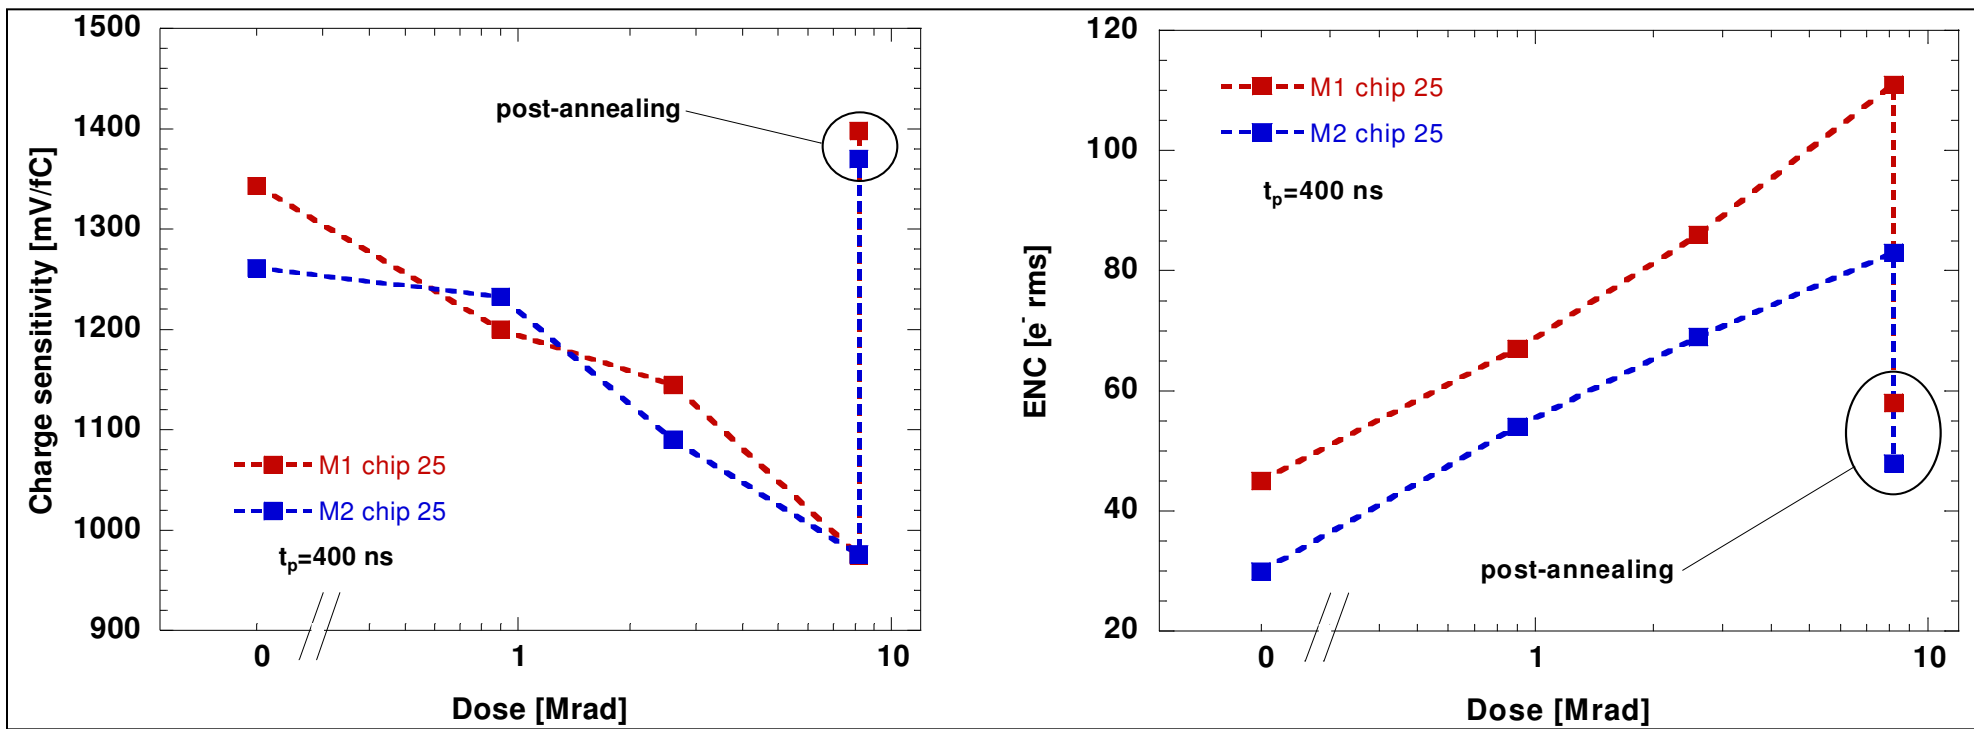 1500
1400
1300
1200
1100
1000
900
Charge sensitivity [mV/fC]
post-annealing
M1 chip 25
M2 chip 25
tₚ=400 ns
0
1
10
Dose [Mrad]
120
100
80
60
40
20
ENC [e⁻ rms]
M1 chip 25
M2 chip 25
tₚ=400 ns
post-annealing
0
1
10
Dose [Mrad]